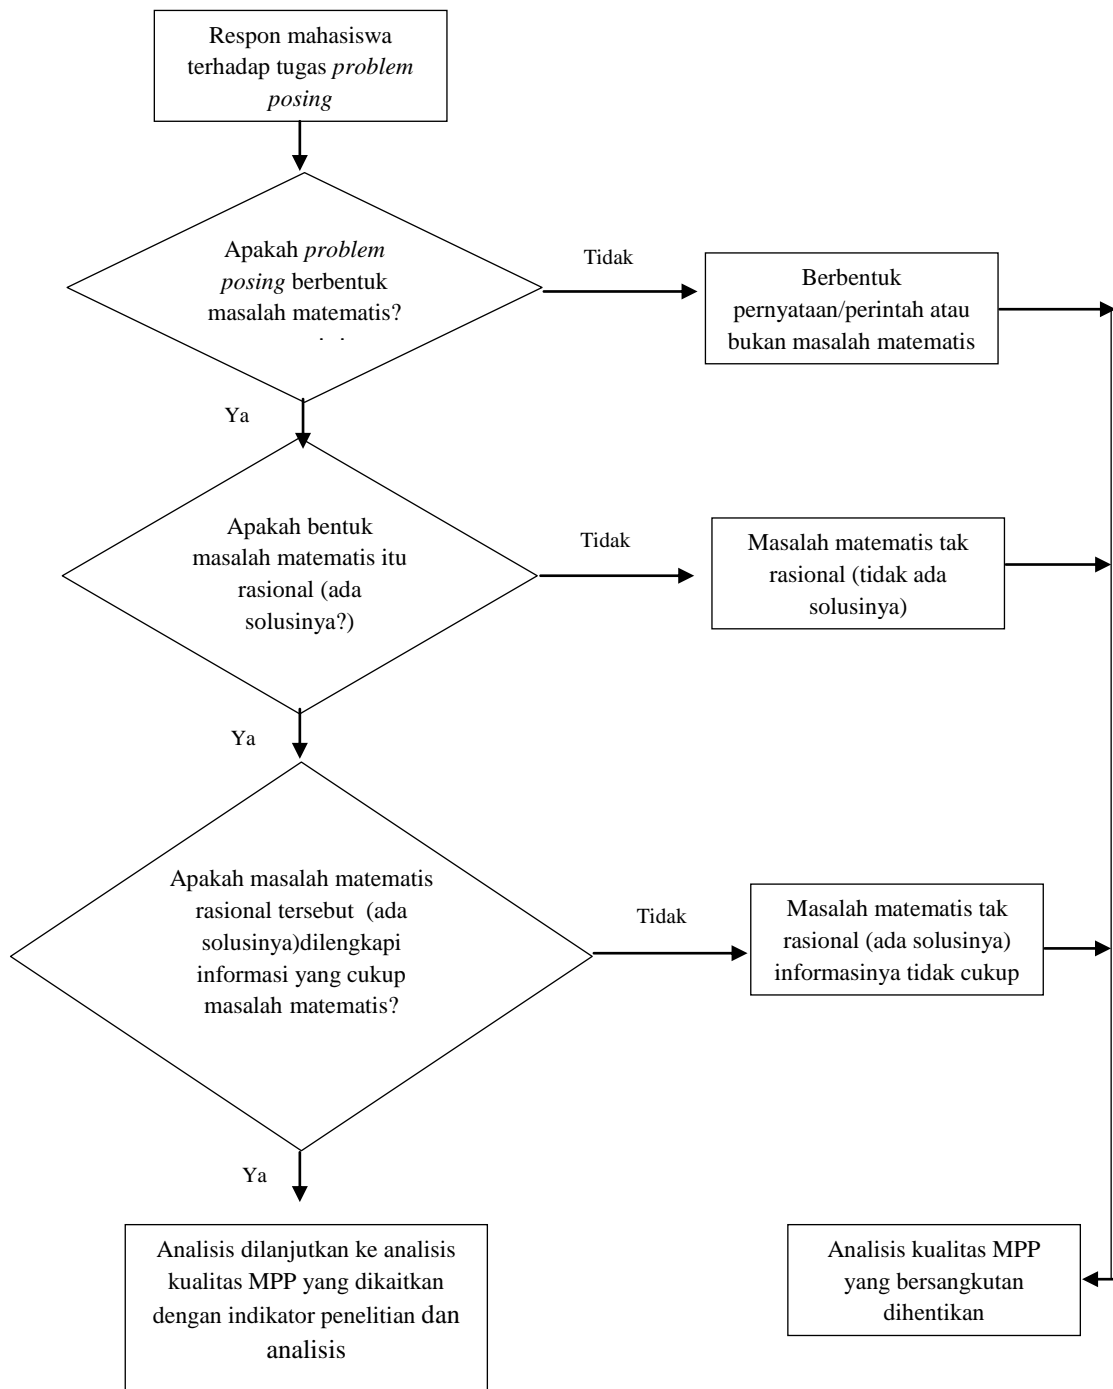 Respon mahasiswa
terhadap tugas problem
posing
Apakah problem
posing berbentuk
masalah matematis?
Tidak
Berbentuk
pernyataan/perintah atau
bukan masalah matematis
Ya
Apakah bentuk
masalah matematis itu
rasional (ada
solusinya?)
Tidak
Masalah matematis tak
rasional (tidak ada
solusinya)
Ya
Apakah masalah matematis
rasional tersebut  (ada
solusinya)dilengkapi
informasi yang cukup
masalah matematis?
Tidak
Masalah matematis tak
rasional (ada solusinya)
informasinya tidak cukup
Ya
Analisis dilanjutkan ke analisis
kualitas MPP yang dikaitkan
dengan indikator penelitian dan
analisis
Analisis kualitas MPP
yang bersangkutan
dihentikan